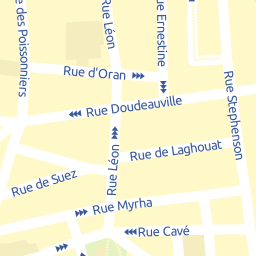 e des Poissonniers
Rue Léon
Rue Ernestine
Rue d'Oran
Rue Stephenson
Rue Doudeauville
Rue Léon
Rue de Laghouat
Rue de Suez
Rue Myrha
Rue Cavé